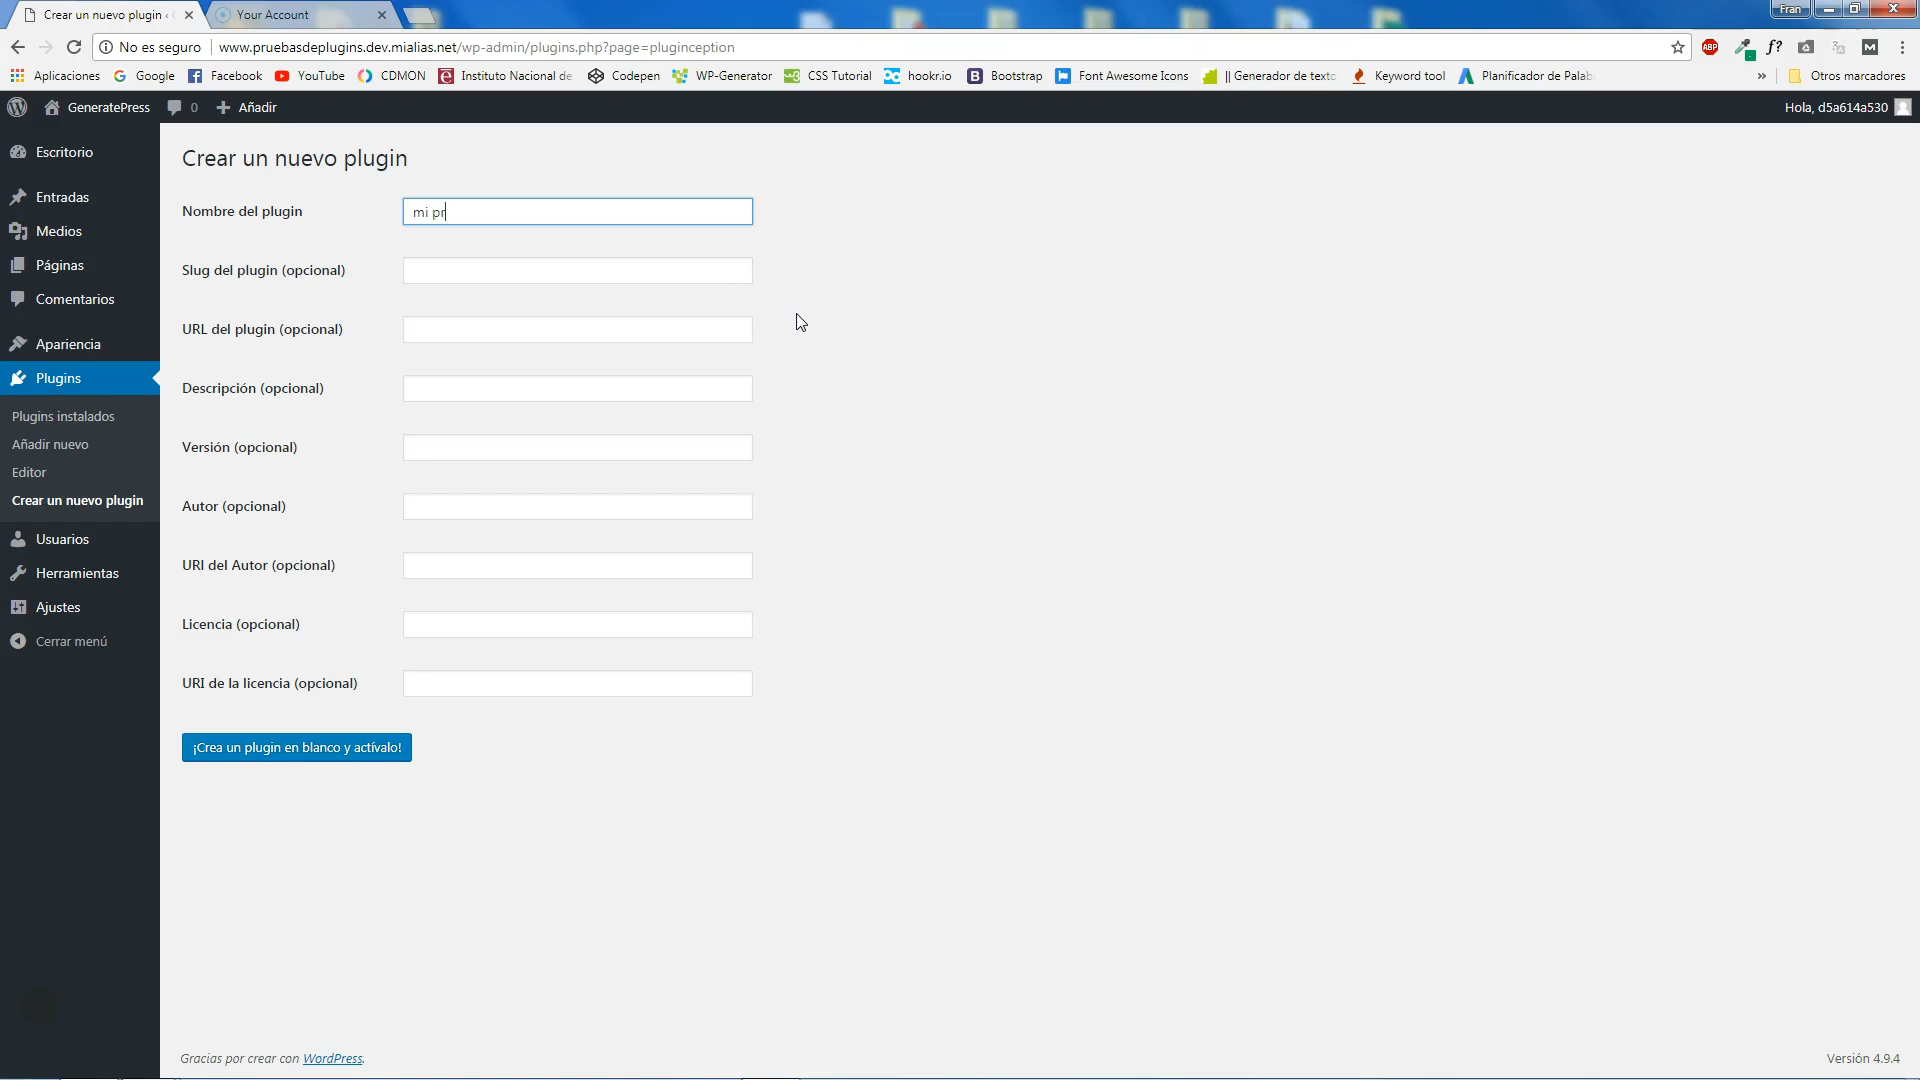 Crear un nuevo plugin ‹
Your Account
Fran
No es seguro
www.pruebasdeplugins.dev.mialias.net/wp-admin/plugins.php?page=pluginception
ABP
f?
M
Aplicaciones
Google
Facebook
YouTube
CDMON
Instituto Nacional de
Codepen
WP-Generator
CSS Tutorial
hookr.io
Bootstrap
Font Awesome Icons
|| Generador de texto
Keyword tool
Planificador de Palab
»
Otros marcadores
GeneratePress
0
Añadir
Hola, d5a614a530
Escritorio
Entradas
Medios
Páginas
Comentarios
Apariencia
Plugins
Plugins instalados
Añadir nuevo
Editor
Crear un nuevo plugin
Usuarios
Herramientas
Ajustes
Cerrar menú
Crear un nuevo plugin
Nombre del plugin
mi pr
Slug del plugin (opcional)
URL del plugin (opcional)
Descripción (opcional)
Versión (opcional)
Autor (opcional)
URI del Autor (opcional)
Licencia (opcional)
URI de la licencia (opcional)
¡Crea un plugin en blanco y actívalo!
Gracias por crear con WordPress.
Versión 4.9.4